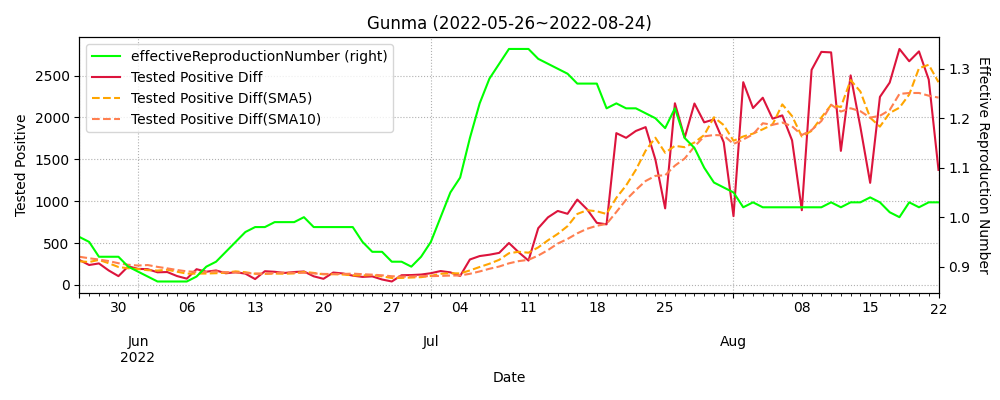 Gunma (2022-05-26~2022-08-24)
effectiveReproductionNumber (right)
Tested Positive Diff
Tested Positive Diff(SMA5)
Tested Positive Diff(SMA10)
Tested Positive
2500
2000
1500
1000
500
0
Effective Reproduction Number
1.3
1.2
1.1
1.0
0.9
30 06 13 20 27 04 11 18 25 08 15 22
Jun Jul Aug
2022
Date